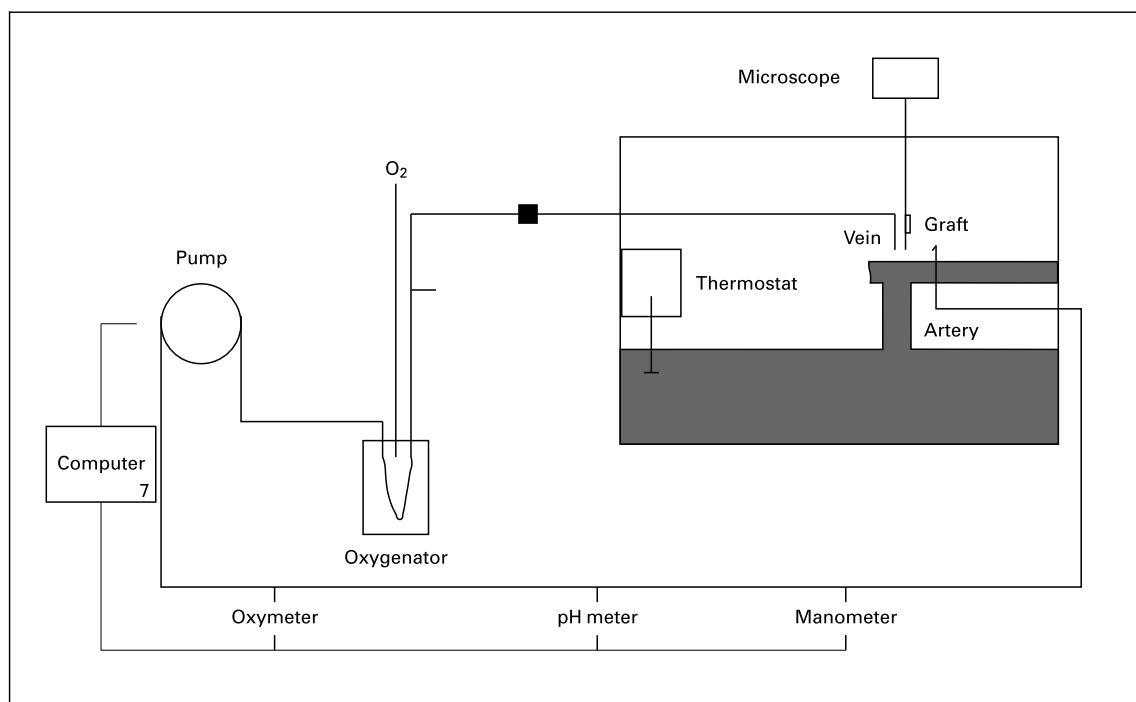 Microscope
O2
Graft
Vein
Pump
Thermostat
Artery
Computer
7
Oxygenator
Oxymeter
pH meter
Manometer